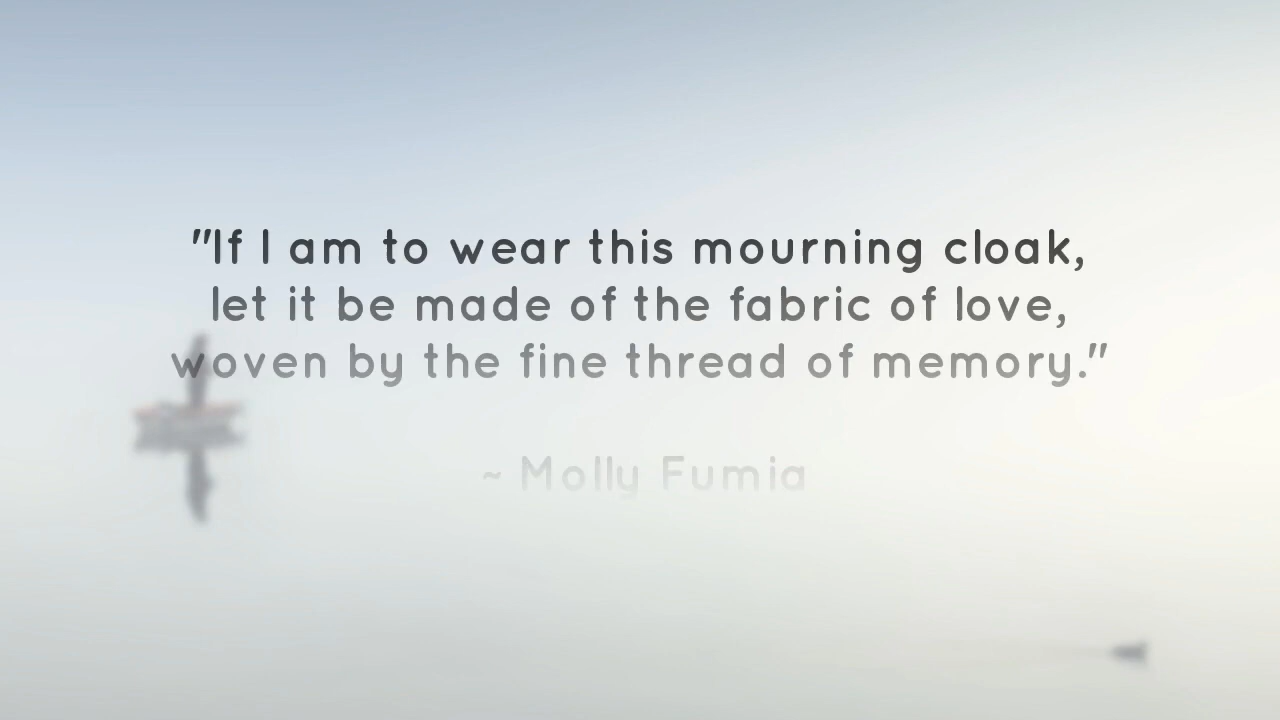 "If I am to wear this mourning cloak,
let it be made of the fabric of love,
woven by the fine thread of memory."
~ Molly Fumia